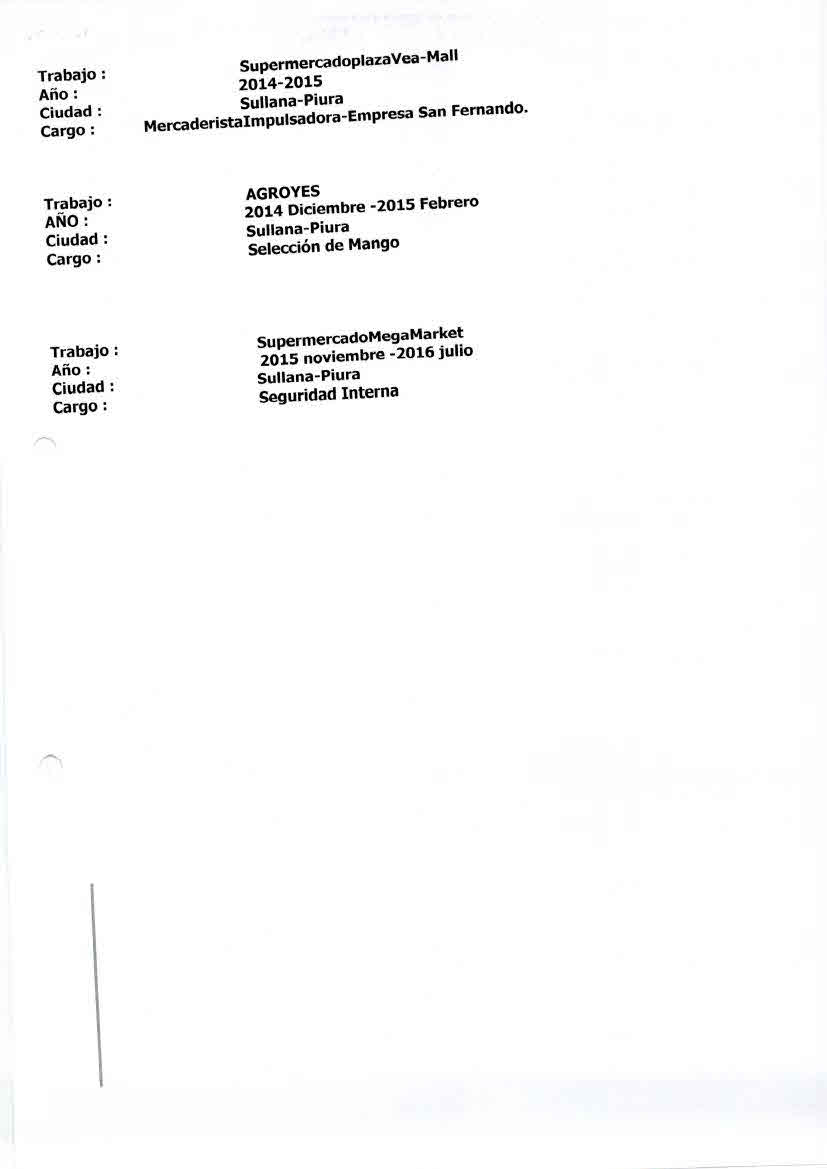 Trabajo : SupermercadoplazaVea-Mall
Año : 2014-2015
Ciudad : Sullana-Piura
Cargo : MercaderistaImpulsadora-Empresa San Fernando.
Trabajo : AGROYES
AÑO : 2014 Diciembre -2015 Febrero
Ciudad : Sullana-Piura
Cargo : Selección de Mango
Trabajo : SupermercadoMegaMarket
Año : 2015 noviembre -2016 julio
Ciudad : Sullana-Piura
Cargo : Seguridad Interna